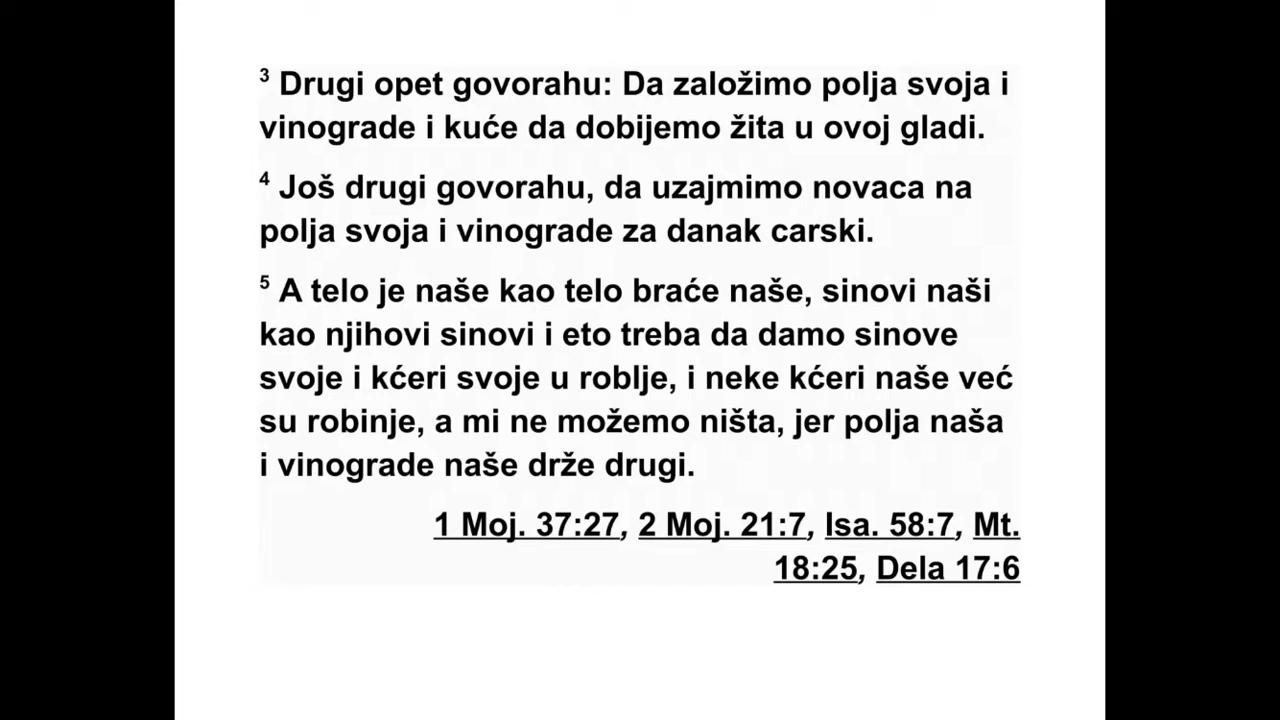 3 Drugi opet govorahu: Da založimo polja svoja i
vinograde i kuće da dobijemo žita u ovoj gladi.
4 Još drugi govorahu, da uzajmimo novaca na
polja svoja i vinograde za danak carski.
5 A telo je naše kao telo braće naše, sinovi naši
kao njihovi sinovi i eto treba da damo sinove
svoje i kćeri svoje u roblje, i neke kćeri naše već
su robinje, a mi ne možemo ništa, jer polja naša
i vinograde naše drže drugi.
1 Moj. 37:27, 2 Moj. 21:7, Isa. 58:7, Mt.
18:25, Dela 17:6